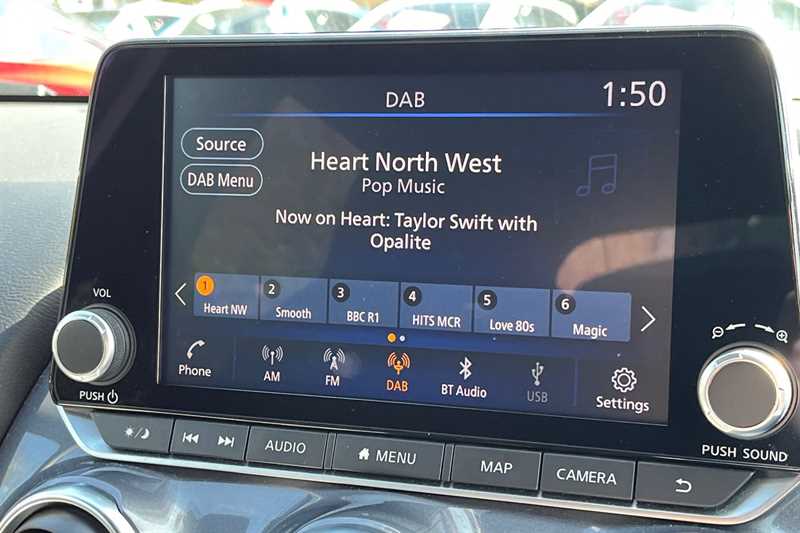 DAB
1:50
Source
DAB Menu
Heart North West
Pop Music
Now on Heart: Taylor Swift with
Opalite
1
Heart NW
2
Smooth
3
BBC R1
4
HITS MCR
5
Love 80s
6
Magic
Phone
AM
FM
DAB
BT Audio
USB
Settings
VOL
PUSH
PUSH SOUND
AUDIO
MENU
MAP
CAMERA